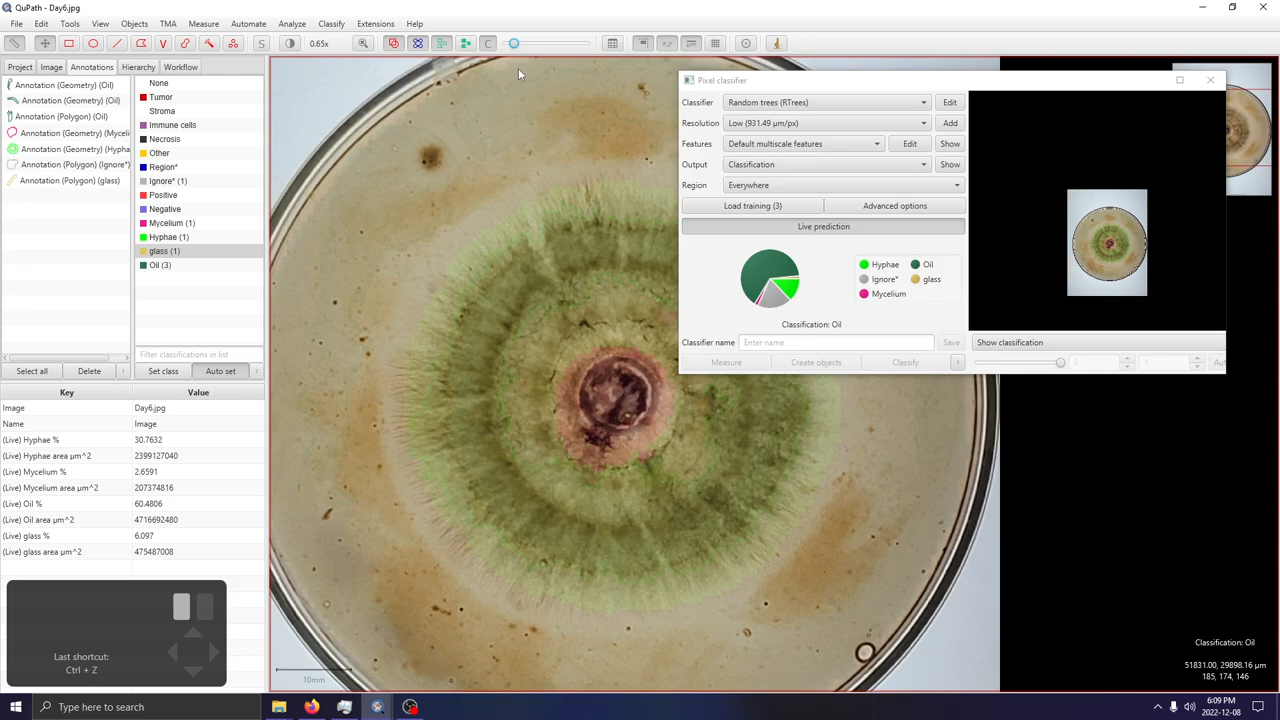 QuPath - Day6.jpg
File Edit Tools View Objects TMA Measure Automate Analyze Classify Extensions Help
S 0.65x C
Project Image Annotations Hierarchy Workflow
Annotation (Geometry) (Oil)
Annotation (Geometry) (Oil)
Annotation (Polygon) (Oil)
Annotation (Geometry) (Myceli
Annotation (Geometry) (Hypha
Annotation (Polygon) (Ignore*)
Annotation (Polygon) (glass)
None
Tumor
Stroma
Immune cells
Necrosis
Other
Region*
Ignore* (1)
Positive
Negative
Mycelium (1)
Hyphae (1)
glass (1)
Oil (3)
Filter classifications in list
Select all Delete Set class Auto set
Key Value
Image Day6.jpg
Name Image
(Live) Hyphae % 30.7632
(Live) Hyphae area µm^2 2399127040
(Live) Mycelium % 2.6591
(Live) Mycelium area µm^2 207374816
(Live) Oil % 60.4806
(Live) Oil area µm^2 4716692480
(Live) glass % 6.097
(Live) glass area µm^2 475487008
Last shortcut:
Ctrl + Z
10mm
Pixel classifier
Classifier Random trees (RTrees) Edit
Resolution Low (931.49 µm/px) Add
Features Default multiscale features Edit Show
Output Classification Show
Region Everywhere
Load training (3) Advanced options
Live prediction
Hyphae Oil
Ignore* glass
Mycelium
Classification: Oil
Classifier name Enter name Save
Measure Create objects Classify
Show classification
0 1 Aut
Classification: Oil
51831.00, 29898.16 µm
185, 174, 146
Type here to search
6:09 PM
2022-12-08